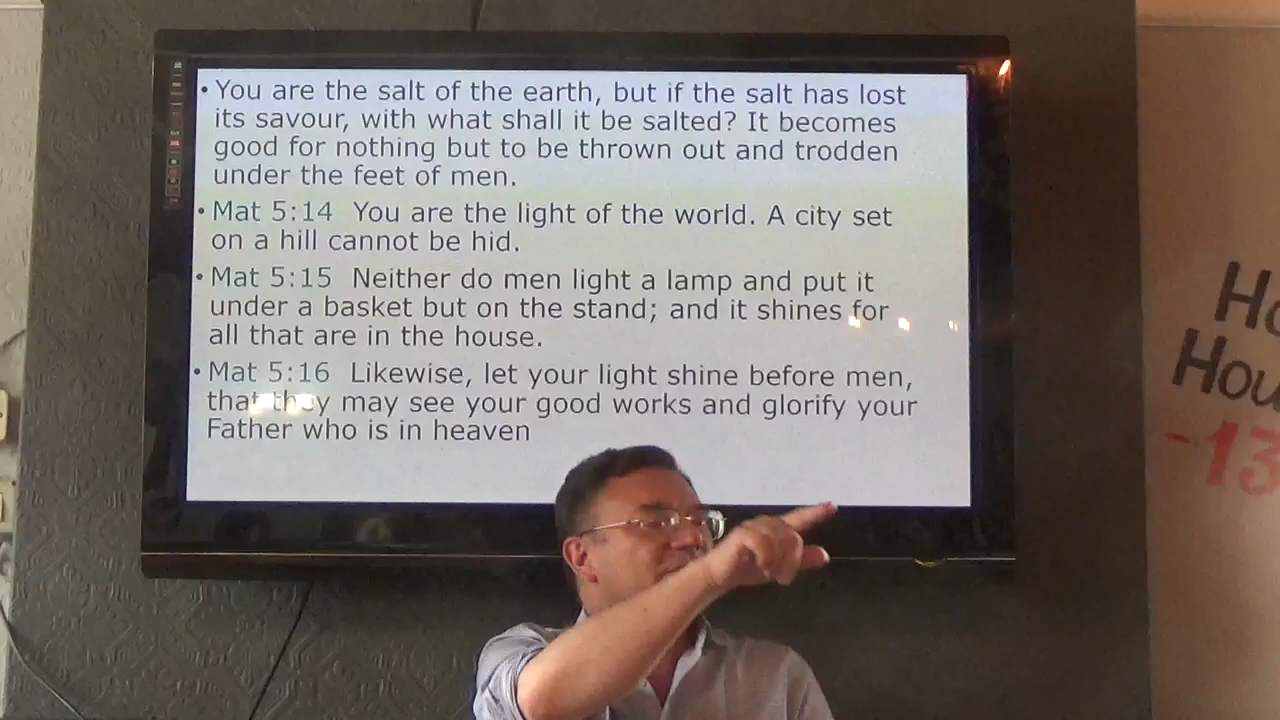 • You are the salt of the earth, but if the salt has lost
its savour, with what shall it be salted? It becomes
good for nothing but to be thrown out and trodden
under the feet of men.
• Mat 5:14 You are the light of the world. A city set
on a hill cannot be hid.
• Mat 5:15 Neither do men light a lamp and put it
under a basket but on the stand; and it shines for
all that are in the house.
• Mat 5:16 Likewise, let your light shine before men,
that they may see your good works and glorify your
Father who is in heaven
-13